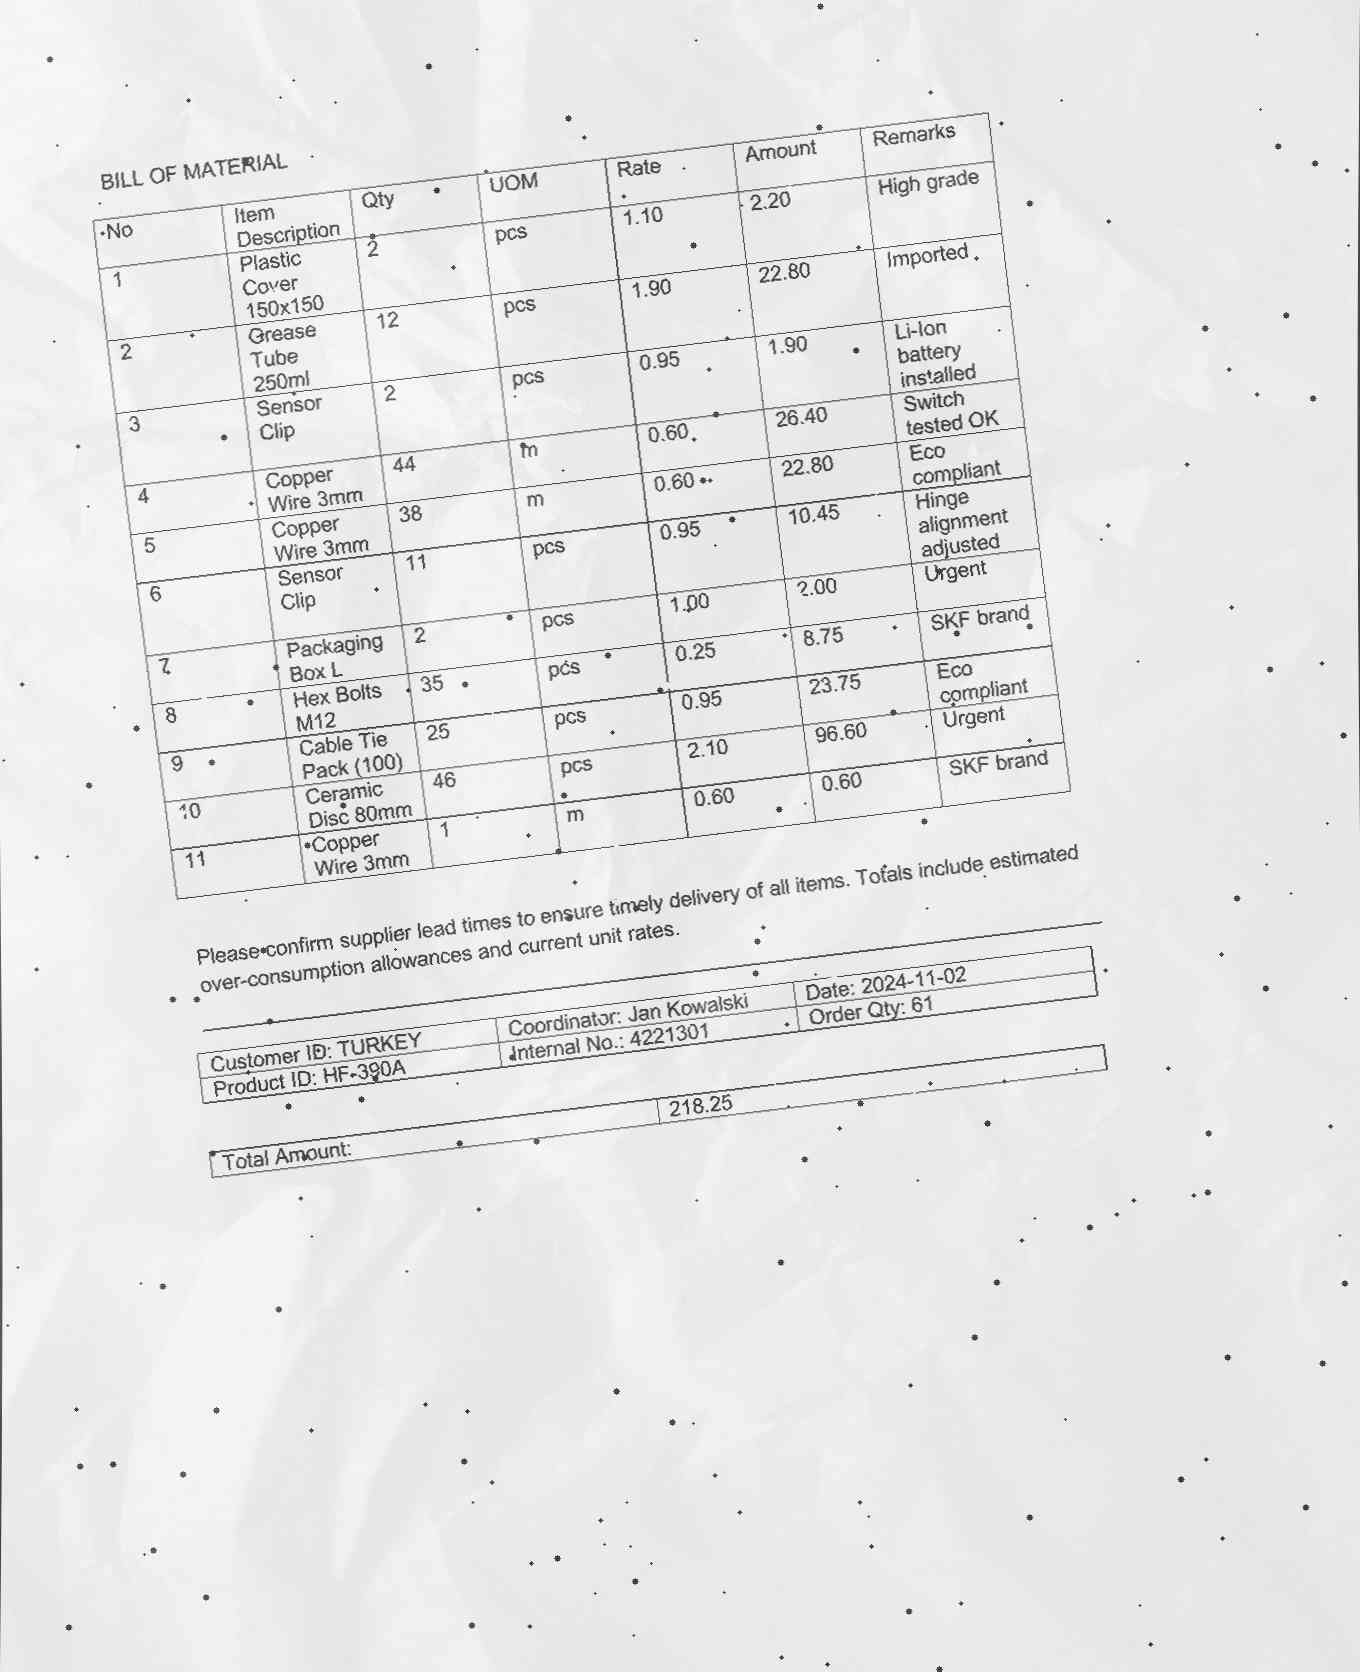 BILL OF MATERIAL
No Item Description Qty UOM Rate Amount Remarks
1 Plastic Cover 150x150 2 pcs 1.10 2.20 High grade
2 Grease Tube 250ml 12 pcs 1.90 22.80 Imported
3 Sensor Clip 2 pcs 0.95 1.90 Li-Ion battery installed
4 Copper Wire 3mm 44 m 0.60 26.40 Switch tested OK
5 Copper Wire 3mm 38 m 0.60 22.80 Eco compliant
6 Sensor Clip 11 pcs 0.95 10.45 Hinge alignment adjusted
7 Packaging Box L 2 pcs 1.00 2.00 Urgent
8 Hex Bolts M12 35 pcs 0.25 8.75 SKF brand
9 Cable Tie Pack (100) 25 pcs 0.95 23.75 Eco compliant
10 Ceramic Disc 80mm 46 pcs 2.10 96.60 Urgent
11 Copper Wire 3mm 1 m 0.60 0.60 SKF brand
Please confirm supplier lead times to ensure timely delivery of all items. Totals include estimated
over-consumption allowances and current unit rates.
Customer ID: TURKEY Coordinator: Jan Kowalski Date: 2024-11-02
Product ID: HF-390A Internal No.: 4221301 Order Qty: 61
Total Amount: 218.25